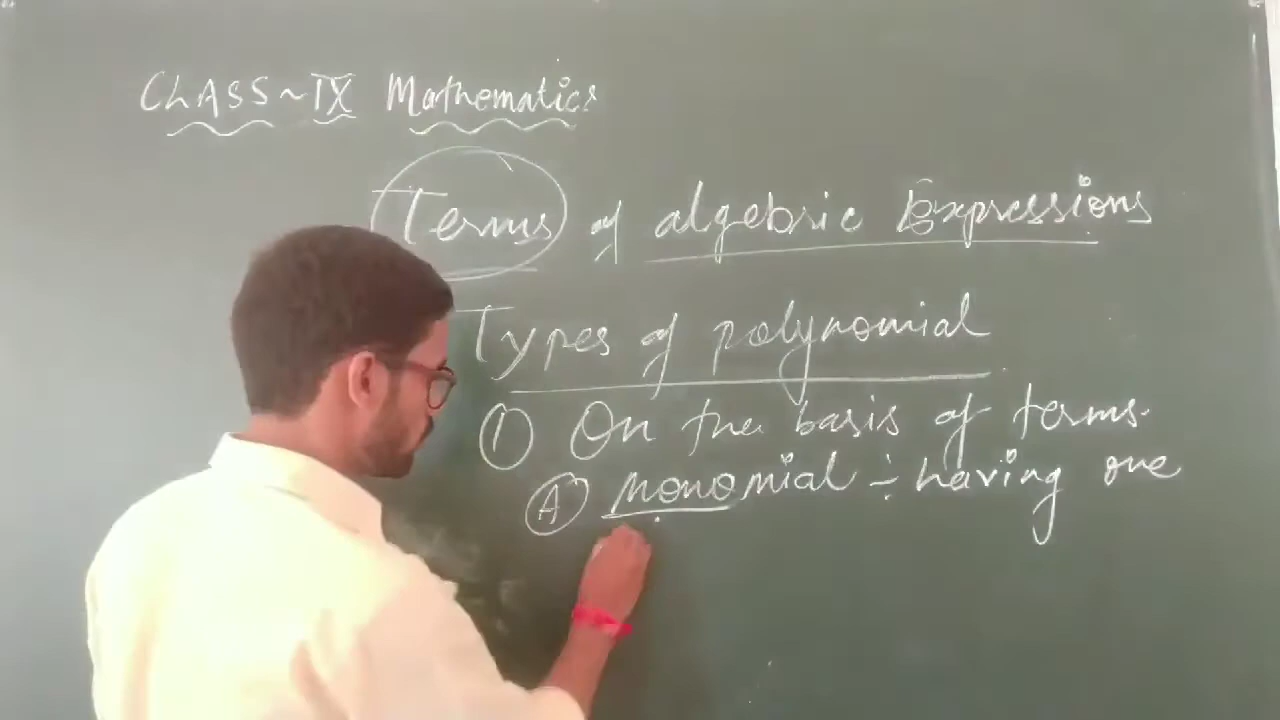 CLASS ~ IX Mathematics
Terms of algebric Expressions
Types of polynomial
① On the basis of terms.
Ⓐ Monomial ÷ having one